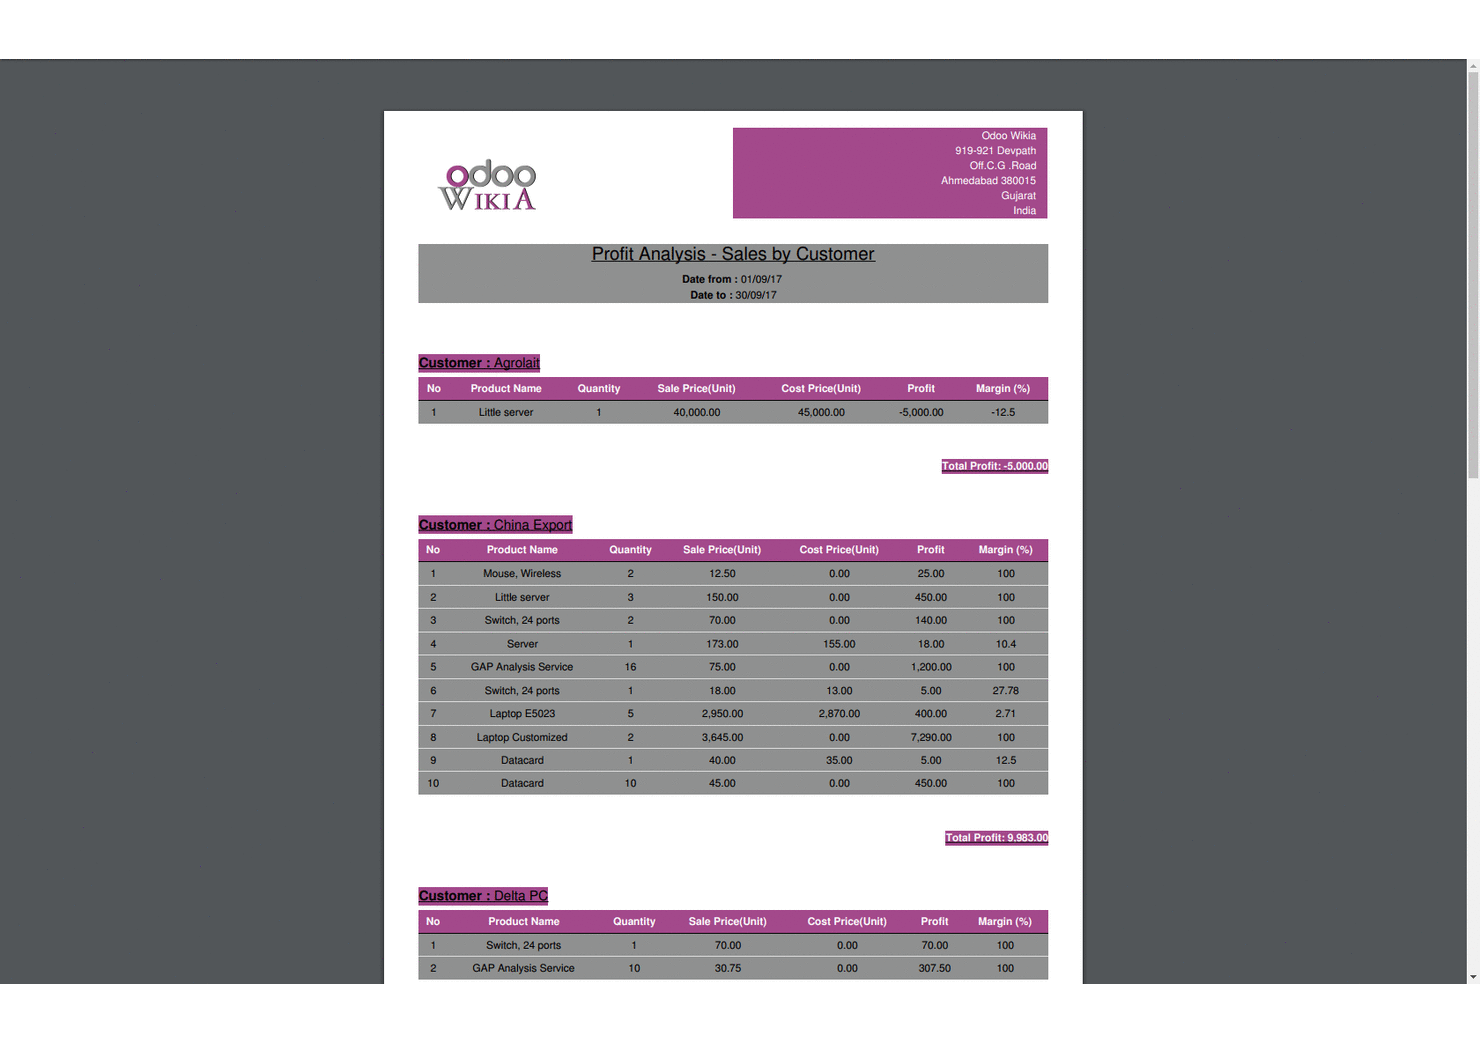 odoo
WIKIA
Odoo Wikia
919-921 Devpath
Off.C.G .Road
Ahmedabad 380015
Gujarat
India
Profit Analysis - Sales by Customer
Date from : 01/09/17
Date to : 30/09/17
Customer : Agrolait
No Product Name Quantity Sale Price(Unit) Cost Price(Unit) Profit Margin (%)
1 Little server 1 40,000.00 45,000.00 -5,000.00 -12.5
Total Profit: -5,000.00
Customer : China Export
No Product Name Quantity Sale Price(Unit) Cost Price(Unit) Profit Margin (%)
1 Mouse, Wireless 2 12.50 0.00 25.00 100
2 Little server 3 150.00 0.00 450.00 100
3 Switch, 24 ports 2 70.00 0.00 140.00 100
4 Server 1 173.00 155.00 18.00 10.4
5 GAP Analysis Service 16 75.00 0.00 1,200.00 100
6 Switch, 24 ports 1 18.00 13.00 5.00 27.78
7 Laptop E5023 5 2,950.00 2,870.00 400.00 2.71
8 Laptop Customized 2 3,645.00 0.00 7,290.00 100
9 Datacard 1 40.00 35.00 5.00 12.5
10 Datacard 10 45.00 0.00 450.00 100
Total Profit: 9,983.00
Customer : Delta PC
No Product Name Quantity Sale Price(Unit) Cost Price(Unit) Profit Margin (%)
1 Switch, 24 ports 1 70.00 0.00 70.00 100
2 GAP Analysis Service 10 30.75 0.00 307.50 100